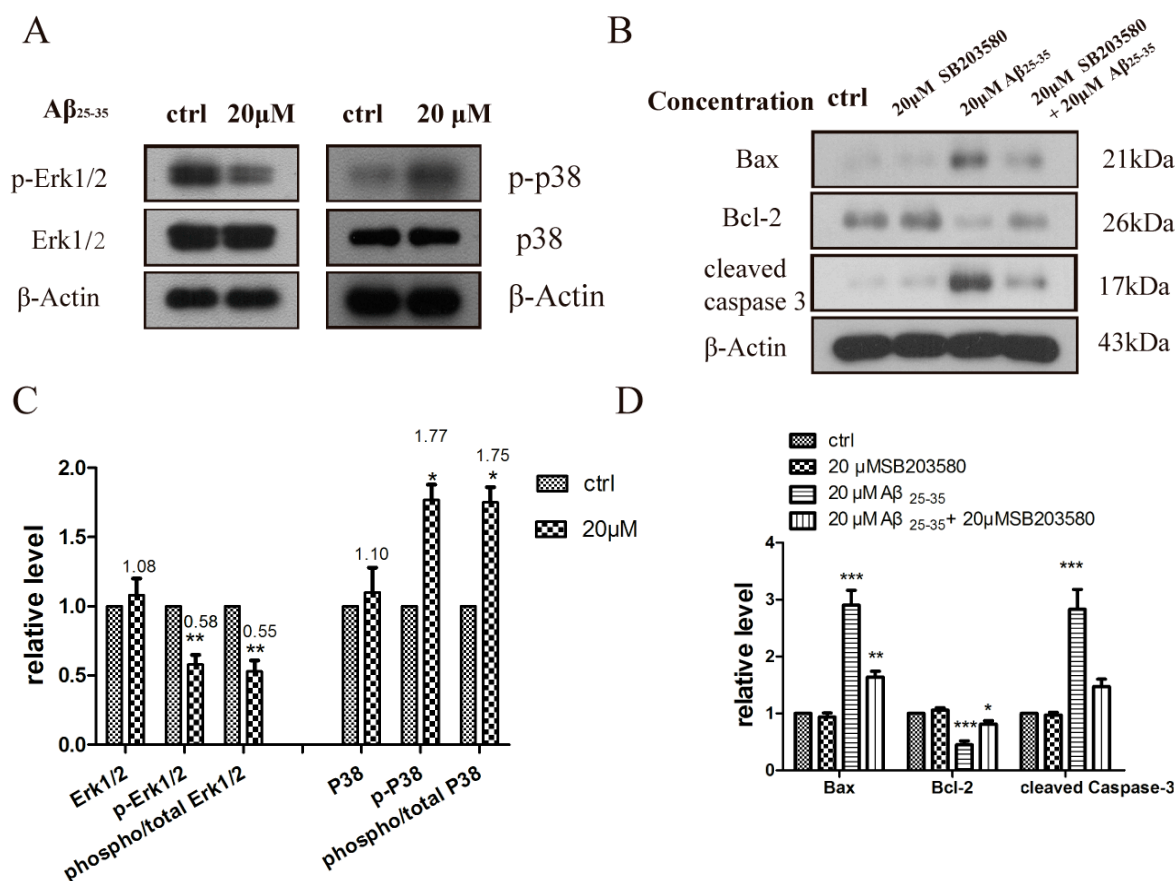 A
Aβ25-35
ctrl 20μM ctrl 20 μM
p-Erk1/2 p-p38
Erk1/2 p38
β-Actin β-Actin
B
Concentration ctrl 20μM SB203580 20μM Aβ25-35 20μM SB203580
+ 20μM Aβ25-35
Bax 21kDa
Bcl-2 26kDa
cleaved
caspase 3 17kDa
β-Actin 43kDa
C
relative level
2.0
1.5
1.0
0.5
0.0
1.08
0.58
**
0.55
**
1.10
1.77
*
1.75
*
Erk1/2
p-Erk1/2
phospho/total Erk1/2
P38
p-P38
phospho/total P38
ctrl
20μM
D
ctrl
20 μMSB203580
20 μM Aβ 25-35
20 μM Aβ 25-35+ 20μMSB203580
relative level
4
3
2
1
0
***
**
***
*
***
Bax Bcl-2 cleaved Caspase-3